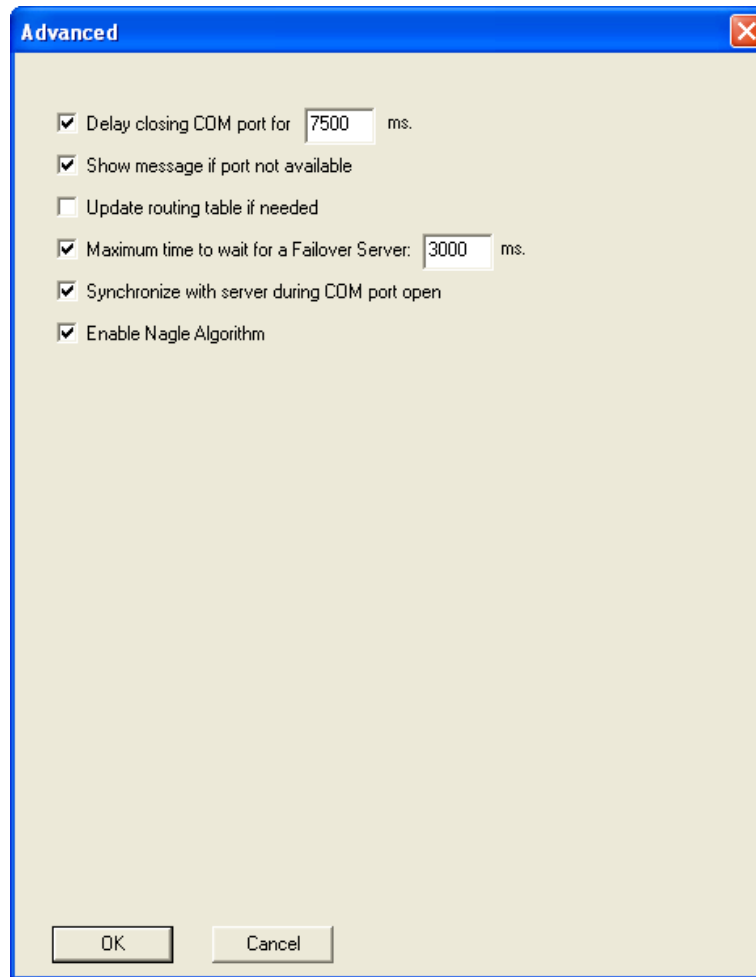 Advanced
Delay closing COM port for 7500 ms.
Show message if port not available
Update routing table if needed
Maximum time to wait for a Failover Server: 3000 ms.
Synchronize with server during COM port open
Enable Nagle Algorithm
OK Cancel